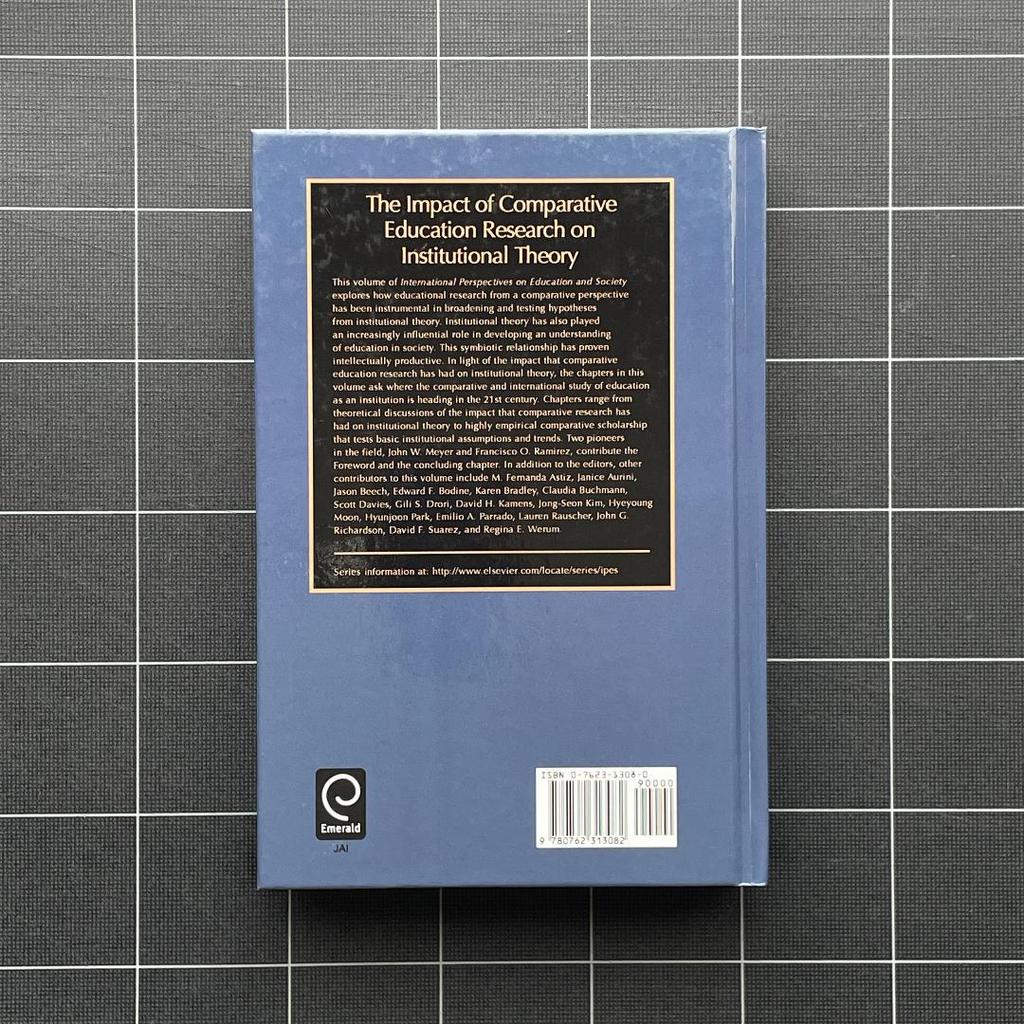 The Impact of Comparative
Education Research on
Institutional Theory
This volume of International Perspectives on Education and Society
explores how educational research from a comparative perspective
has been instrumental in broadening and testing hypotheses
from institutional theory. Institutional theory has also played
an increasingly influential role in developing an understanding
of education in society. This symbiotic relationship has proven
intellectually productive. In light of the impact that comparative
education research has had on institutional theory, the chapters in this
volume ask where the comparative and international study of education
as an institution is heading in the 21st century. Chapters range from
theoretical discussions of the impact that comparative research has
had on institutional theory to highly empirical comparative scholarship
that tests basic institutional assumptions and trends. Two pioneers
in the field, John W. Meyer and Francisco O. Ramirez, contribute the
Foreword and the concluding chapter. In addition to the editors, other
contributors to this volume include M. Fernanda Astiz, Janice Aurini,
Jason Beech, Edward F. Bodine, Karen Bradley, Claudia Buchmann,
Scott Davies, Gili S. Drori, David H. Kamens, Jong-Seon Kim, Hyeyoung
Moon, Hyunjoon Park, Emilio A. Parrado, Lauren Rauscher, John G.
Richardson, David F. Suarez, and Regina E. Werum.
Series information at: http://www.elsevier.com/locate/series/ipes
Emerald
JAI
ISBN 0-7623-1308-0
90000
9 780762 313082